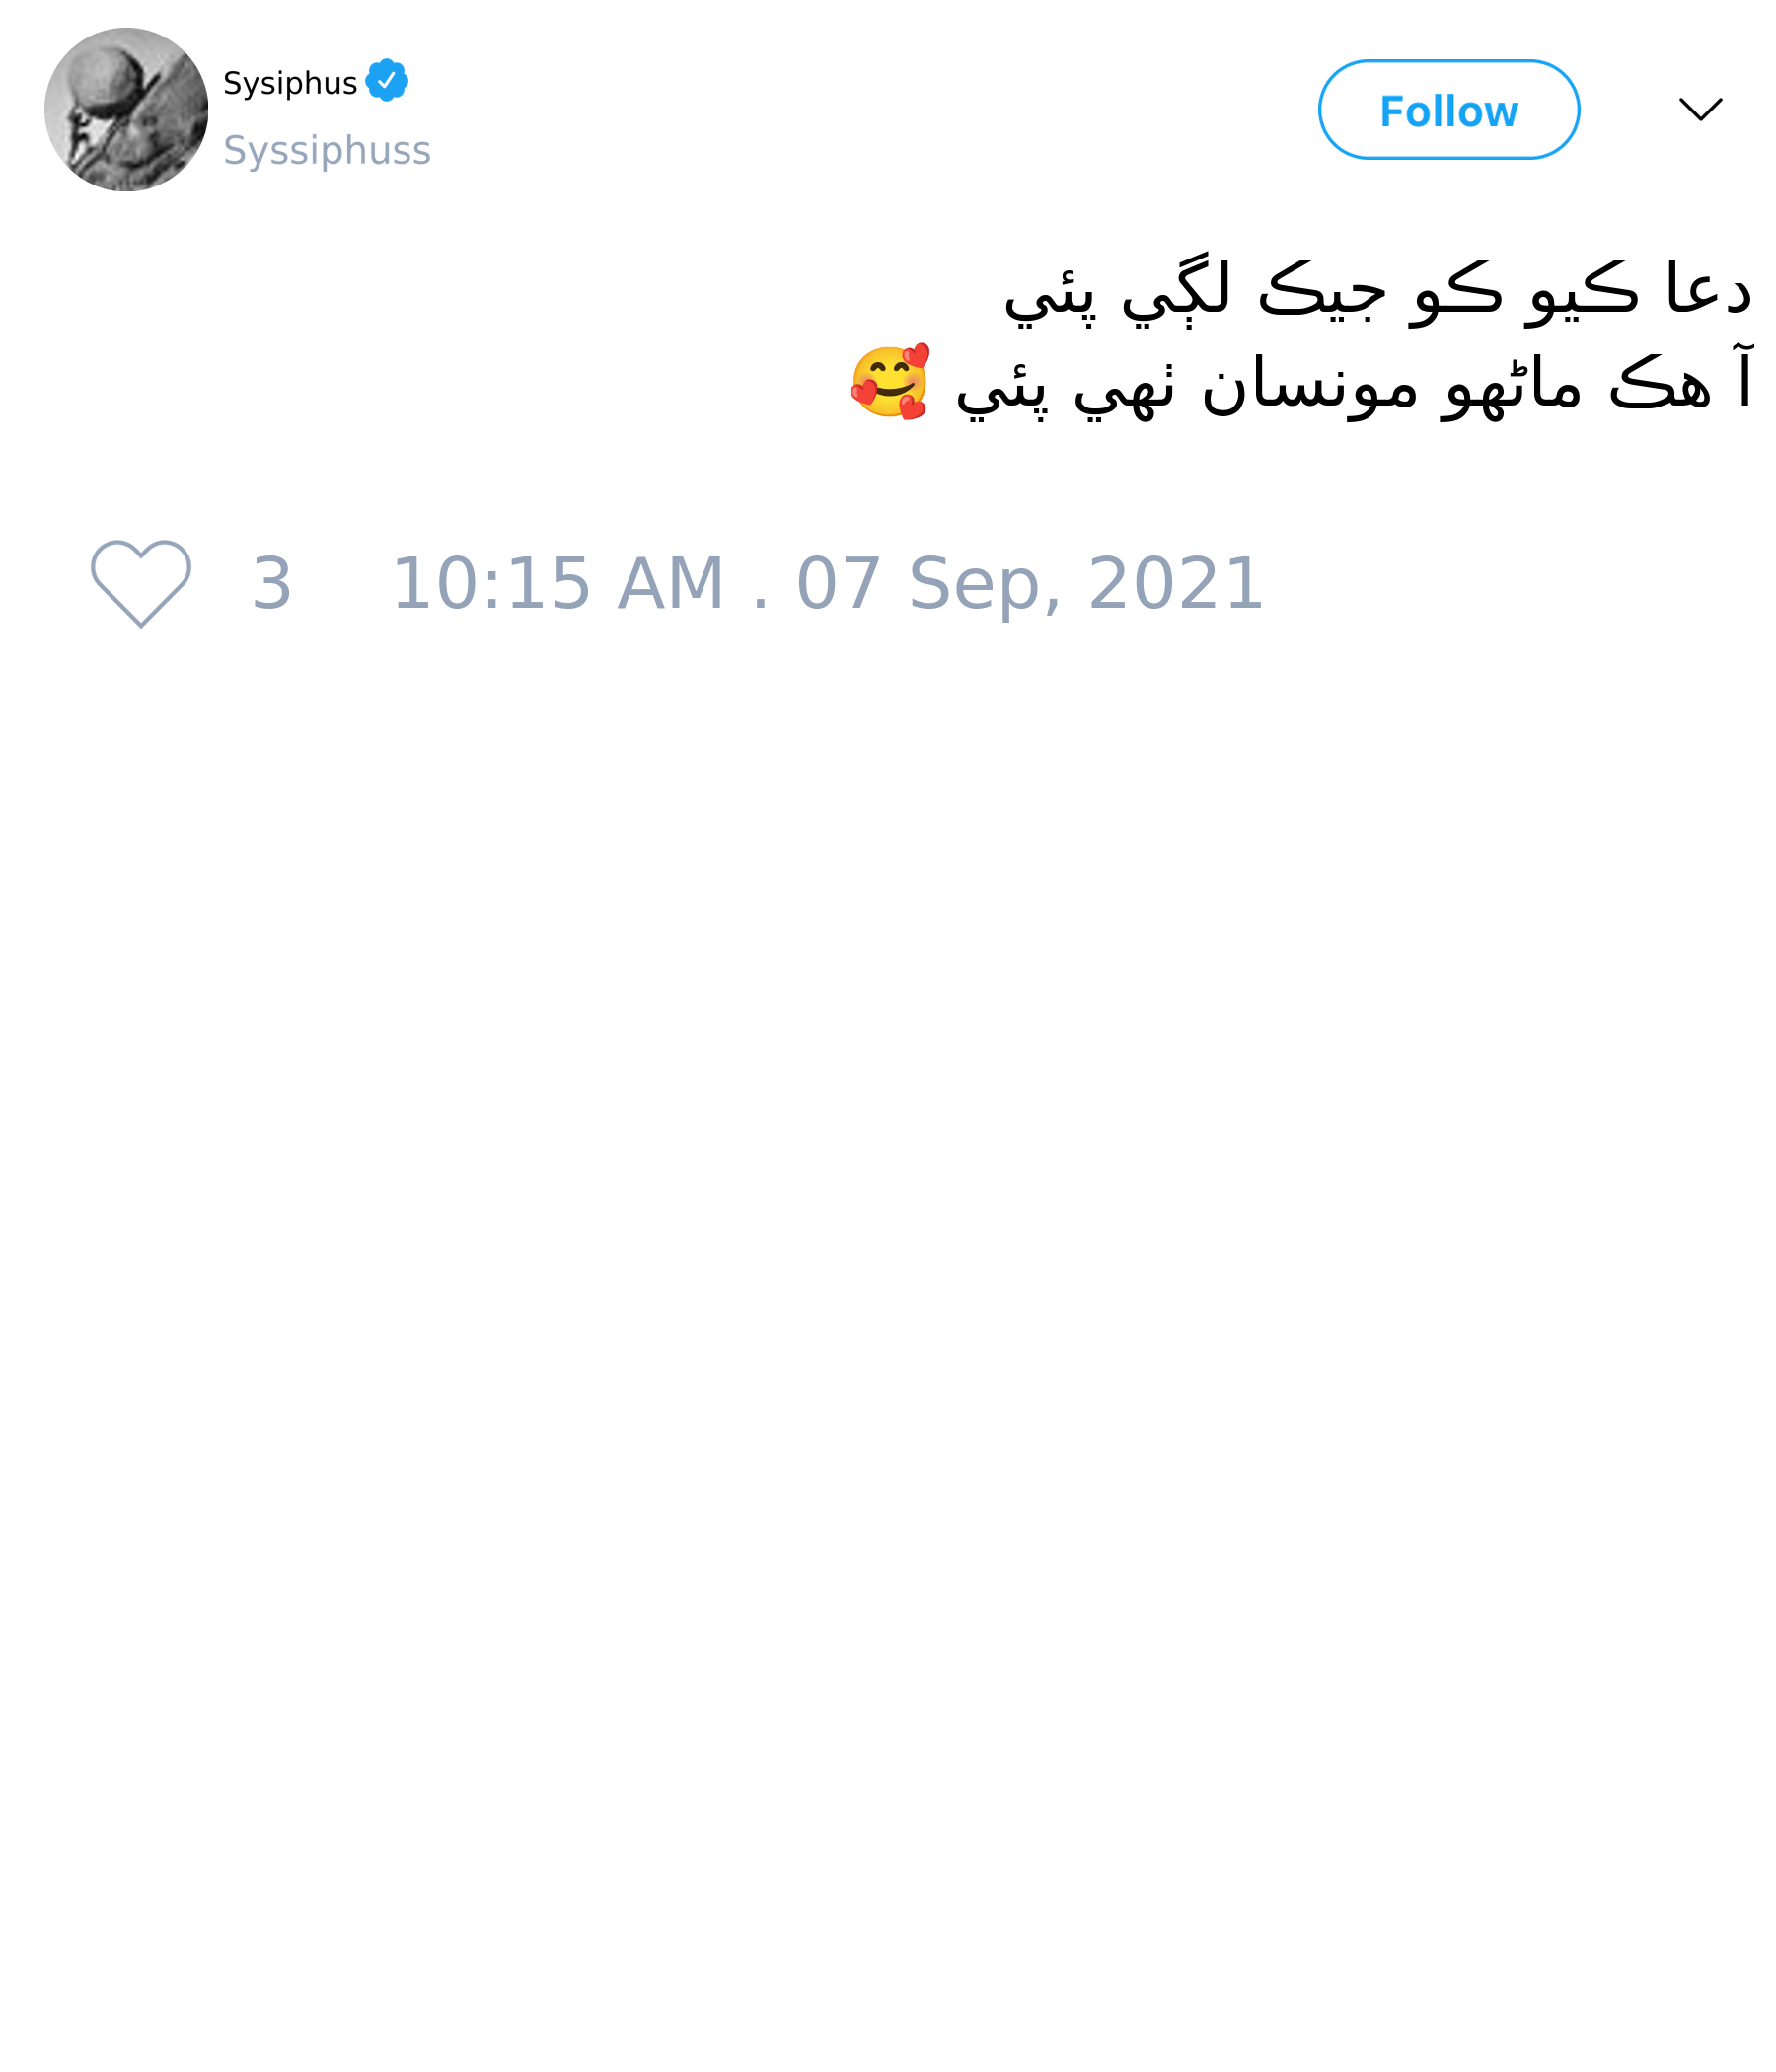 Sysiphus
Syssiphuss
Follow
دعا ڪيو ڪو جيڪ لڳي پئي
آ هڪ ماڻهو مونسان ٺهي پئي 🥰
3 10:15 AM . 07 Sep, 2021